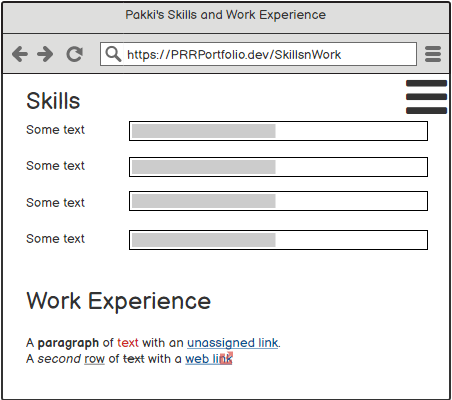 Pakki's Skills and Work Experience
https://PRRPortfolio.dev/SkillsnWork
Skills
Some text
Some text
Some text
Some text
Work Experience
A paragraph of text with an unassigned link.
A second row of text with a web link